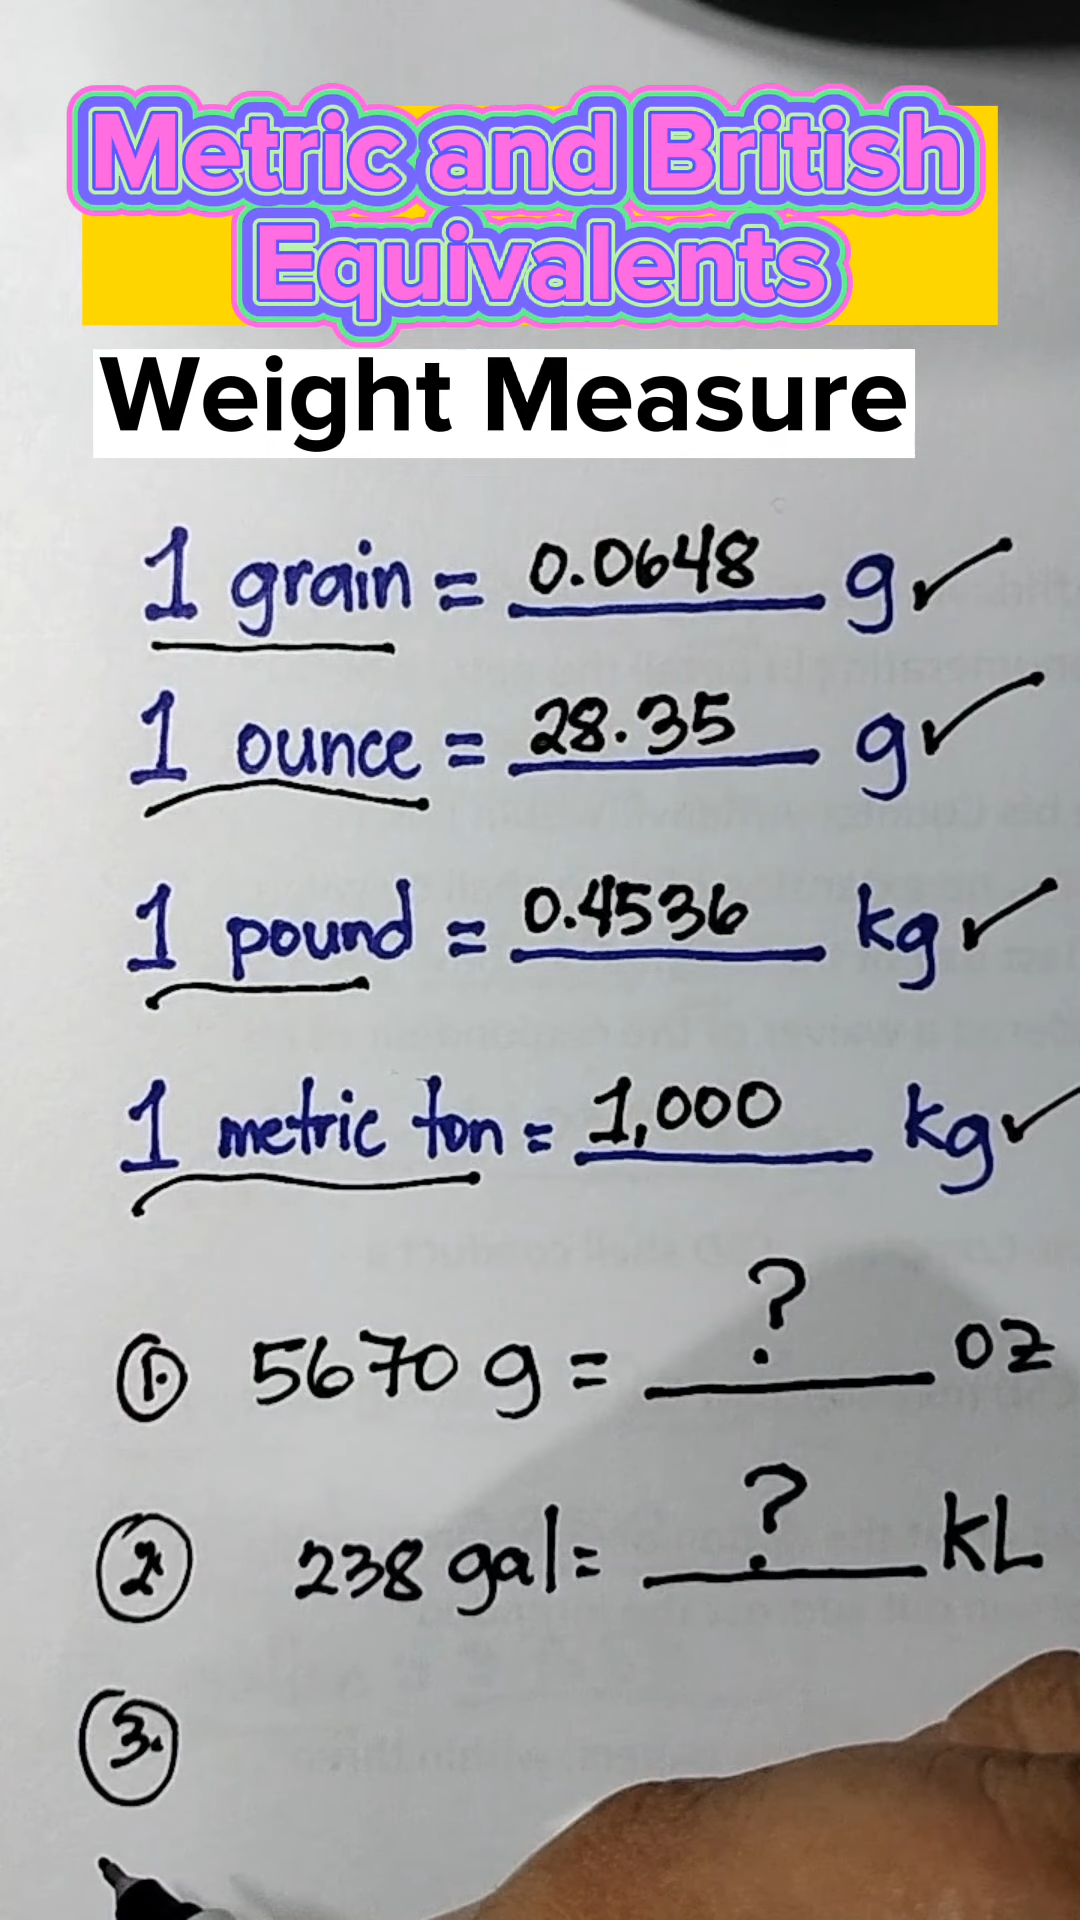 Metric and British
Equivalents
Weight Measure
1 grain = 0.0648 g ✓
1 ounce = 28.35 g ✓
1 pound = 0.4536 kg ✓
1 metric ton = 1,000 kg ✓
1. 5670 g = ? oz
2. 238 gal = ? kL
3.